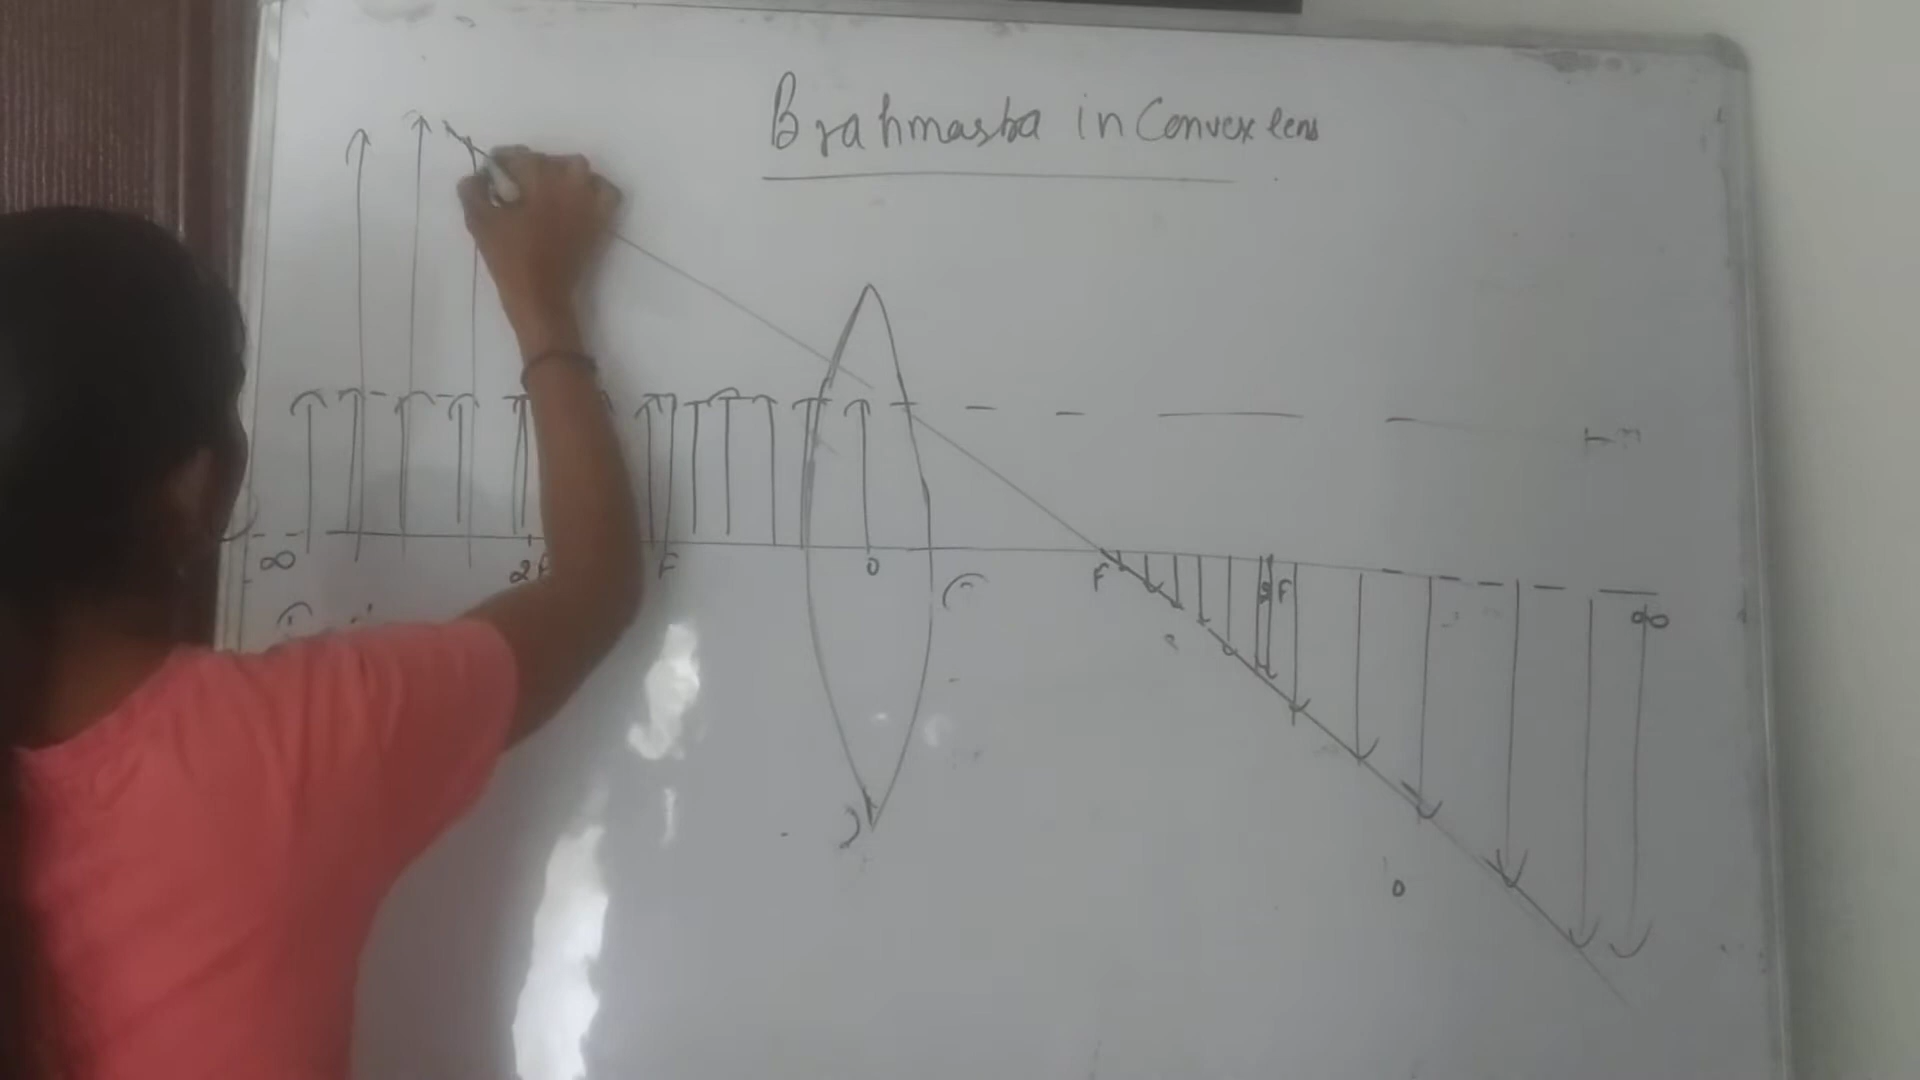 Brahmastra in Convex lens
∞ 2F F O F 2F ∞